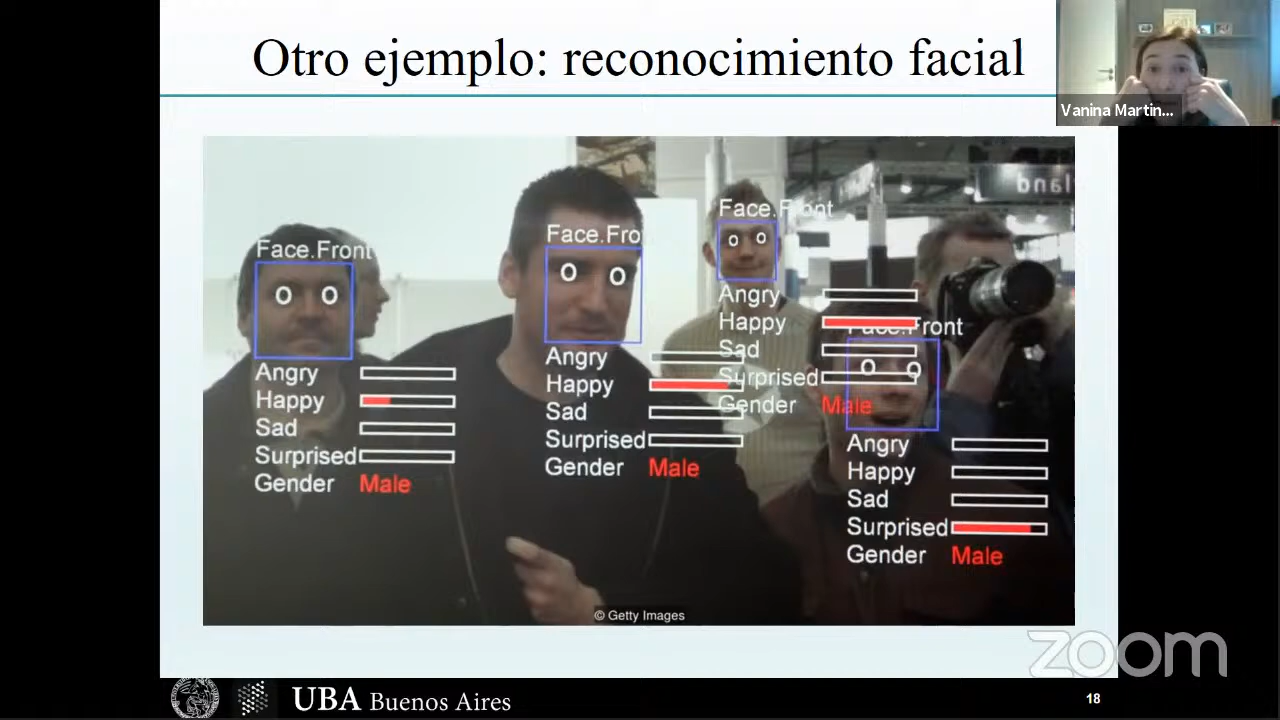 Otro ejemplo: reconocimiento facial
Vanina Martin...
Face.Front
Angry
Happy
Sad
Surprised
Gender Male
Face.Fro
Angry
Happy
Sad
Surprised
Gender Male
Face.Front
Angry
Happy
Sad
Surprised
Gender Male
Face.Front
Angry
Happy
Sad
Surprised
Gender Male
land
© Getty Images
zoom
UBA Buenos Aires
18